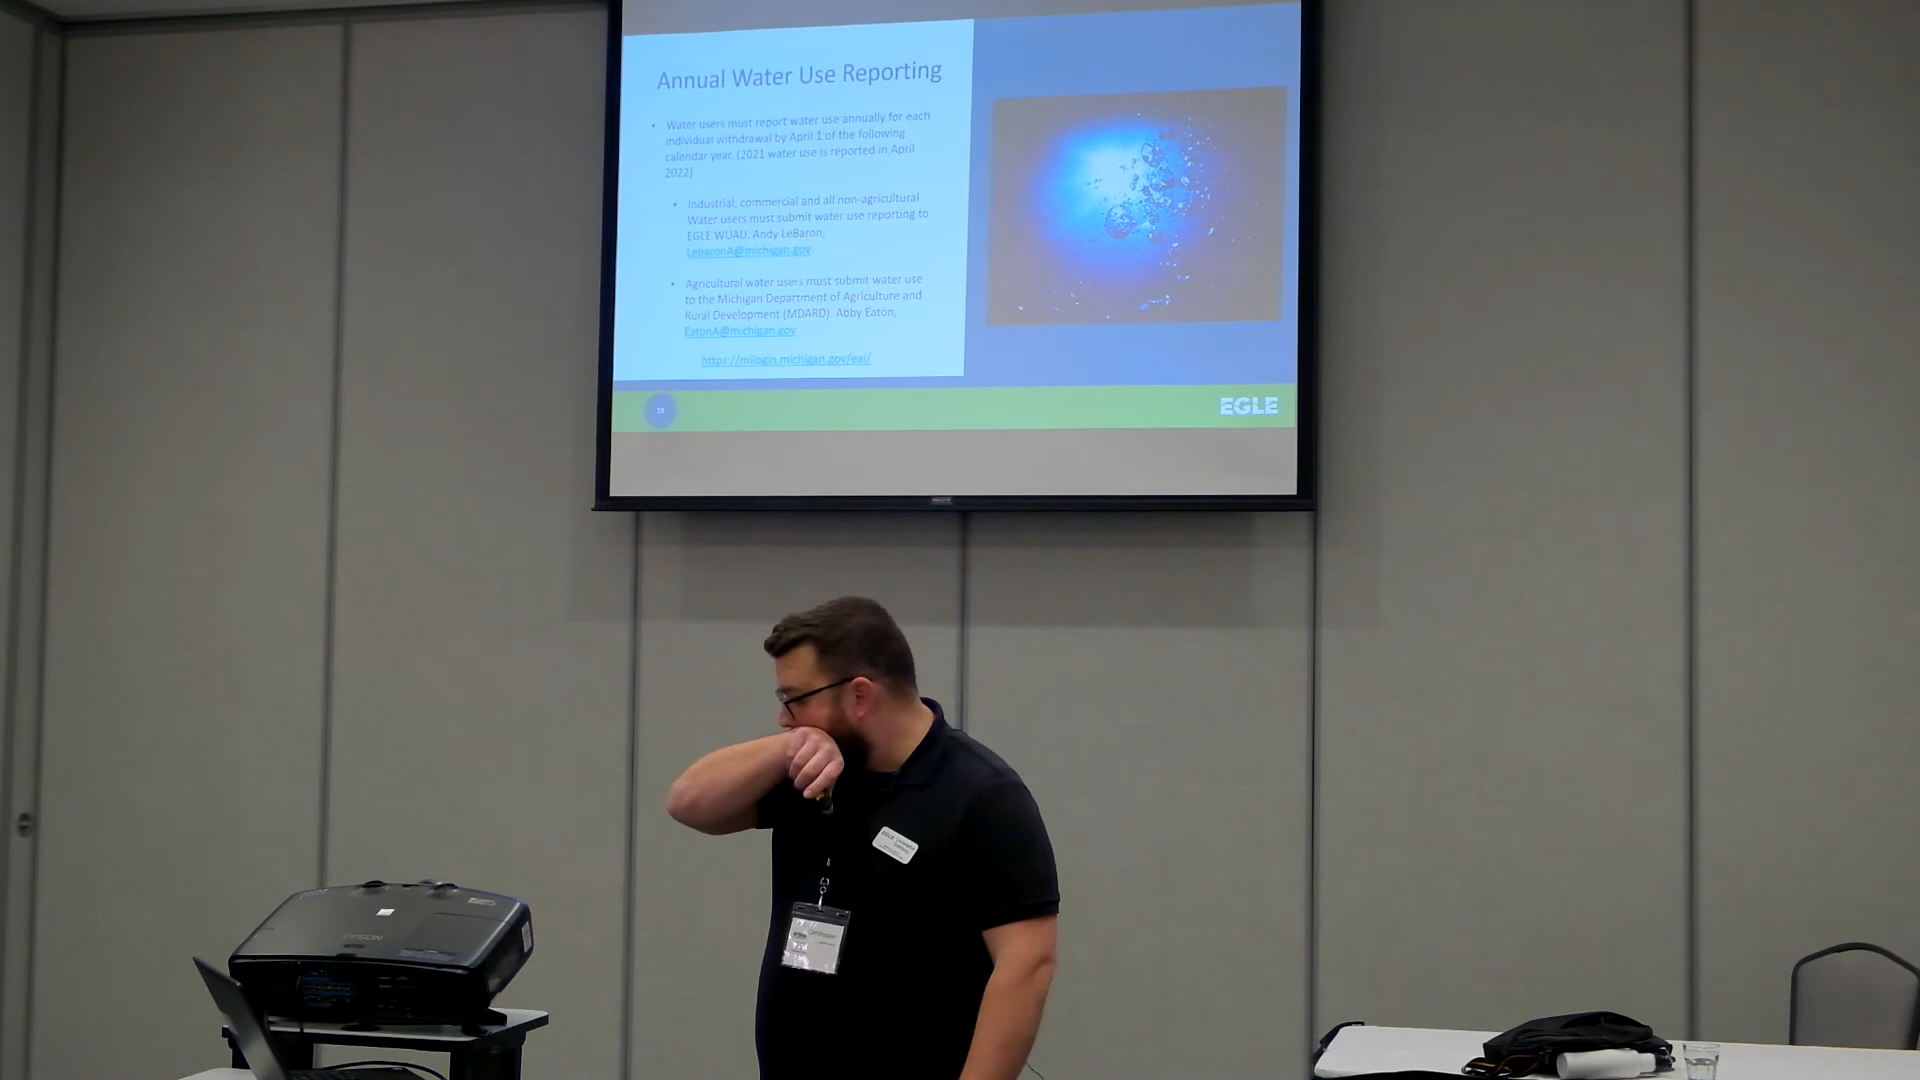 Annual Water Use Reporting
• Water users must report water use annually for each
individual withdrawal by April 1 of the following
calendar year. (2021 water use is reported in April
2022)
• Industrial, commercial and all non-agricultural
Water users must submit water use reporting to
EGLE WUAU. Andy LeBaron,
LebaronA@michigan.gov
• Agricultural water users must submit water use
to the Michigan Department of Agriculture and
Rural Development (MDARD). Abby Eaton,
EatonA@michigan.gov
https://milogin.michigan.gov/eai/
EGLE
EGLE Christopher
Christopher
EPSON